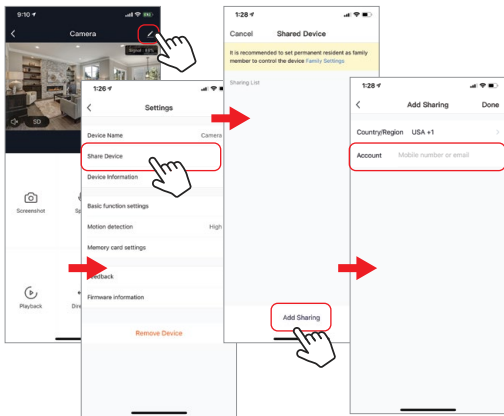 9:10
Camera
SD
Screenshot
Playback
1:26
Settings
Device Name
Camera
Share Device
Device Information
Basic function settings
Motion detection
High
Memory card settings
Firmware information
Remove Device
1:28
Cancel
Shared Device
It is recommended to set permanent resident as family
member to control the device Family Settings
Sharing List
Add Sharing
1:28
Add Sharing
Done
Country/Region
USA +1
Account
Mobile number or email